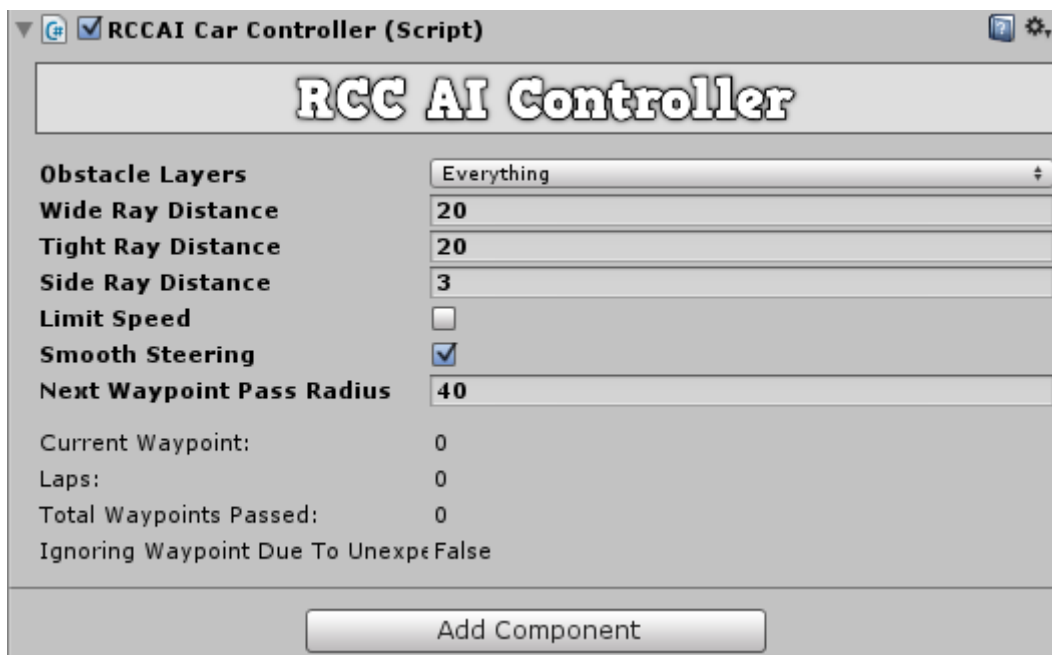 RCCAI Car Controller (Script)
RCC AI Controller
Obstacle Layers Everything
Wide Ray Distance 20
Tight Ray Distance 20
Side Ray Distance 3
Limit Speed
Smooth Steering
Next Waypoint Pass Radius 40
Current Waypoint: 0
Laps: 0
Total Waypoints Passed: 0
Ignoring Waypoint Due To Unexpe False
Add Component